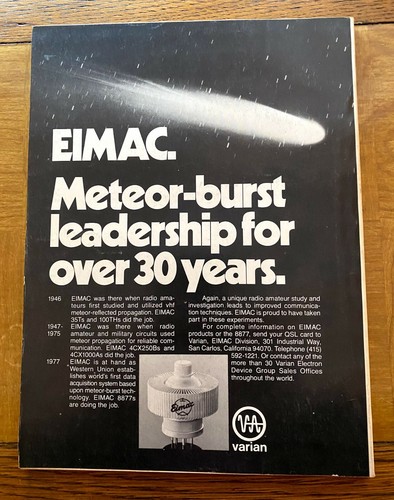 EIMAC.
Meteor-burst
leadership for
over 30 years.
1946 EIMAC was there when radio ama-
teurs first studied and utilized vhf
meteor-reflected propagation. EIMAC
35Ts and 100THs did the job.
1947- EIMAC was there when radio
1975 amateur and military circuits used
meteor propagation for reliable com-
munication. EIMAC 4CX250Bs and
4CX1000As did the job.
1977 EIMAC is at hand as
Western Union estab-
lishes world's first data
acquisition system based
upon meteor-burst tech-
nology. EIMAC 8877s
are doing the job.
Again, a unique radio amateur study and
investigation leads to improved communica-
tion techniques. EIMAC is proud to have taken
part in these experiments.
For complete information on EIMAC
products or the 8877, send your QSL card to
Varian, EIMAC Division, 301 Industrial Way,
San Carlos, California 94070. Telephone (415)
592-1221. Or contact any of the
more than 30 Varian Electron
Device Group Sales Offices
throughout the world.
Eimac
varian